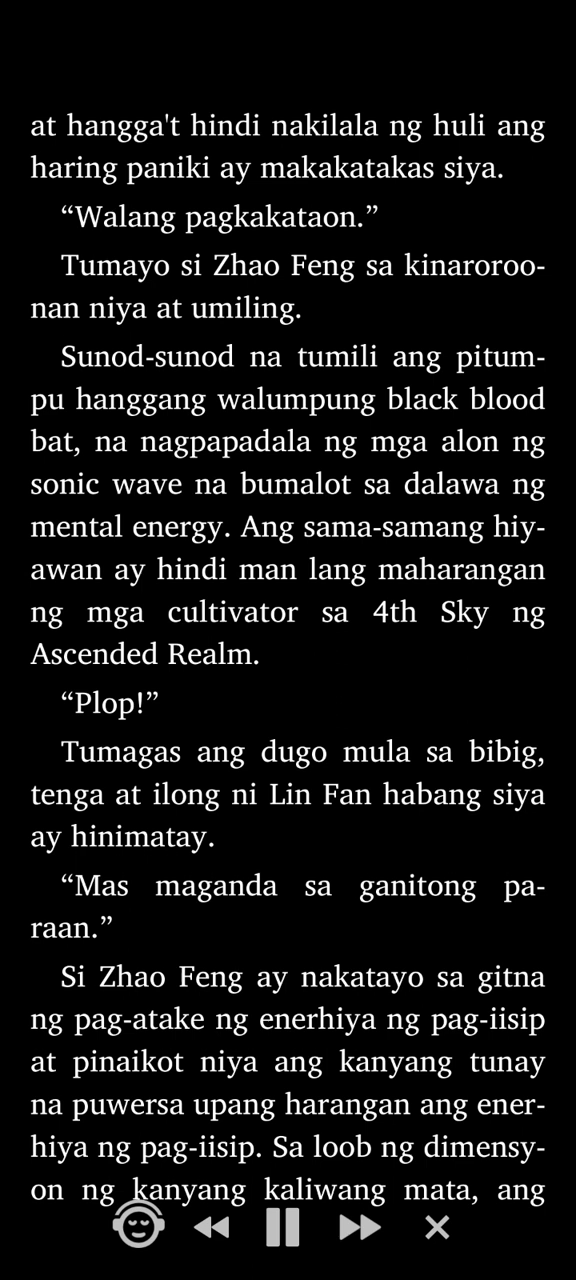 at hangga't hindi nakilala ng huli ang
haring paniki ay makakatakas siya.
“Walang pagkakataon.”
Tumayo si Zhao Feng sa kinaroroo-
nan niya at umiling.
Sunod-sunod na tumili ang pitum-
pu hanggang walumpung black blood
bat, na nagpapadala ng mga alon ng
sonic wave na bumalot sa dalawa ng
mental energy. Ang sama-samang hiy-
awan ay hindi man lang maharangan
ng mga cultivator sa 4th Sky ng
Ascended Realm.
“Plop!”
Tumagas ang dugo mula sa bibig,
tenga at ilong ni Lin Fan habang siya
ay hinimatay.
“Mas maganda sa ganitong pa-
raan.”
Si Zhao Feng ay nakatayo sa gitna
ng pag-atake ng enerhiya ng pag-iisip
at pinaikot niya ang kanyang tunay
na puwersa upang harangan ang ener-
hiya ng pag-iisip. Sa loob ng dimensy-
on ng kanyang kaliwang mata, ang